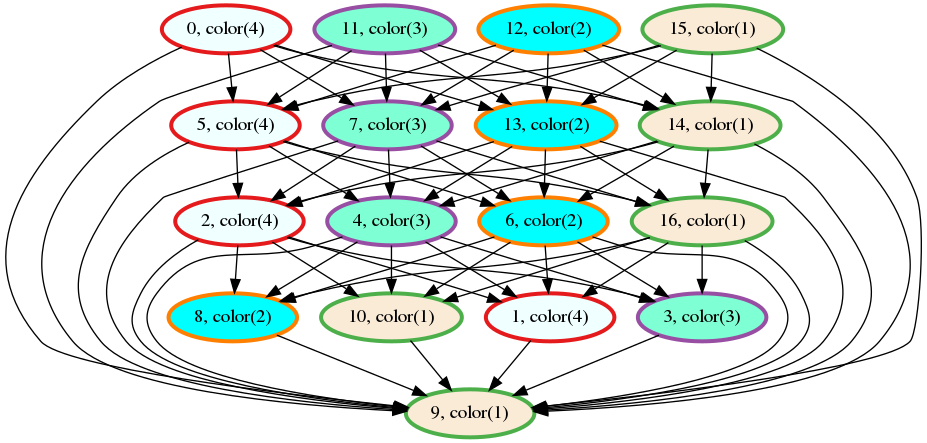 0, color(4)
11, color(3)
12, color(2)
15, color(1)
5, color(4)
7, color(3)
13, color(2)
14, color(1)
2, color(4)
4, color(3)
6, color(2)
16, color(1)
8, color(2)
10, color(1)
1, color(4)
3, color(3)
9, color(1)